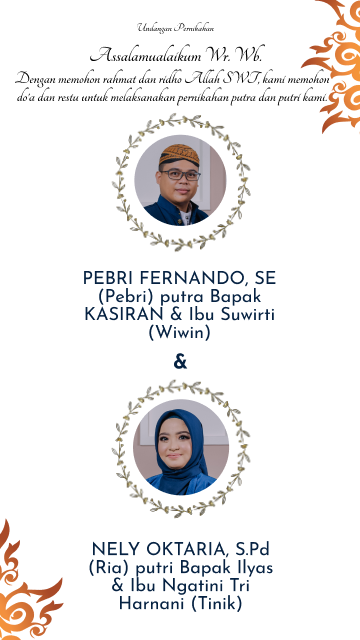 Undangan Pernikahan
Assalamualaikum Wr. Wb.
Dengan memohon rahmat dan ridho Allah SWT, kami memohon
do'a dan restu untuk melaksanakan pernikahan putra dan putri kami.
PEBRI FERNANDO, SE
(Pebri) putra Bapak
KASIRAN & Ibu Suwirti
(Wiwin)
&
NELY OKTARIA, S.Pd
(Ria) putri Bapak Ilyas
& Ibu Ngatini Tri
Harnani (Tinik)